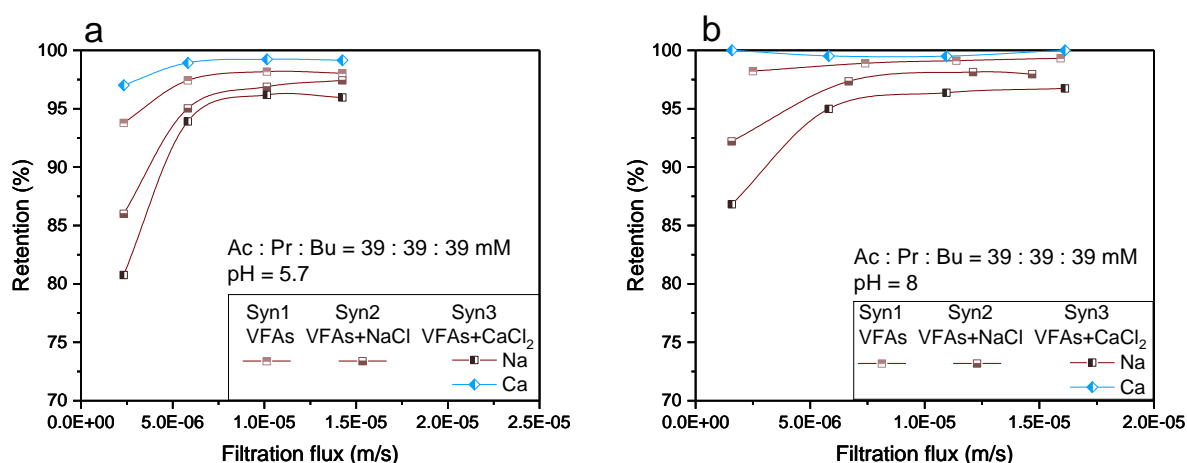 a
100
95
90
85
80
75
70
Retention (%)
Ac : Pr : Bu = 39 : 39 : 39 mM
pH = 5.7
Syn1 Syn2 Syn3
VFAs VFAs+NaCl VFAs+CaCl₂
Na
Ca
0.0E+00 5.0E-06 1.0E-05 1.5E-05 2.0E-05 2.5E-05
Filtration flux (m/s)
b
100
95
90
85
80
75
70
Retention (%)
Ac : Pr : Bu = 39 : 39 : 39 mM
pH = 8
Syn1 Syn2 Syn3
VFAs VFAs+NaCl VFAs+CaCl₂
Na
Ca
0.0E+00 5.0E-06 1.0E-05 1.5E-05 2.0E-05
Filtration flux (m/s)